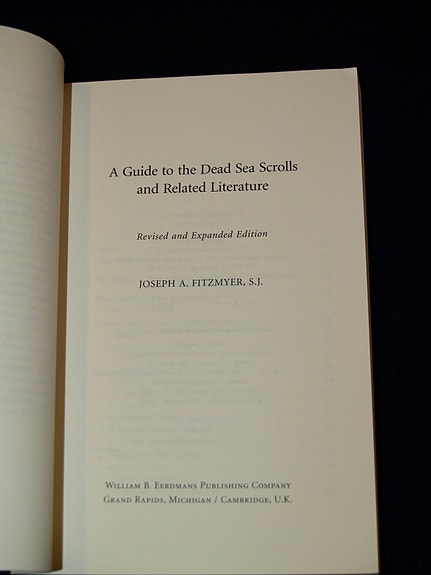 A Guide to the Dead Sea Scrolls
and Related Literature
Revised and Expanded Edition
JOSEPH A. FITZMYER, S.J.
WILLIAM B. EERDMANS PUBLISHING COMPANY
GRAND RAPIDS, MICHIGAN / CAMBRIDGE, U.K.